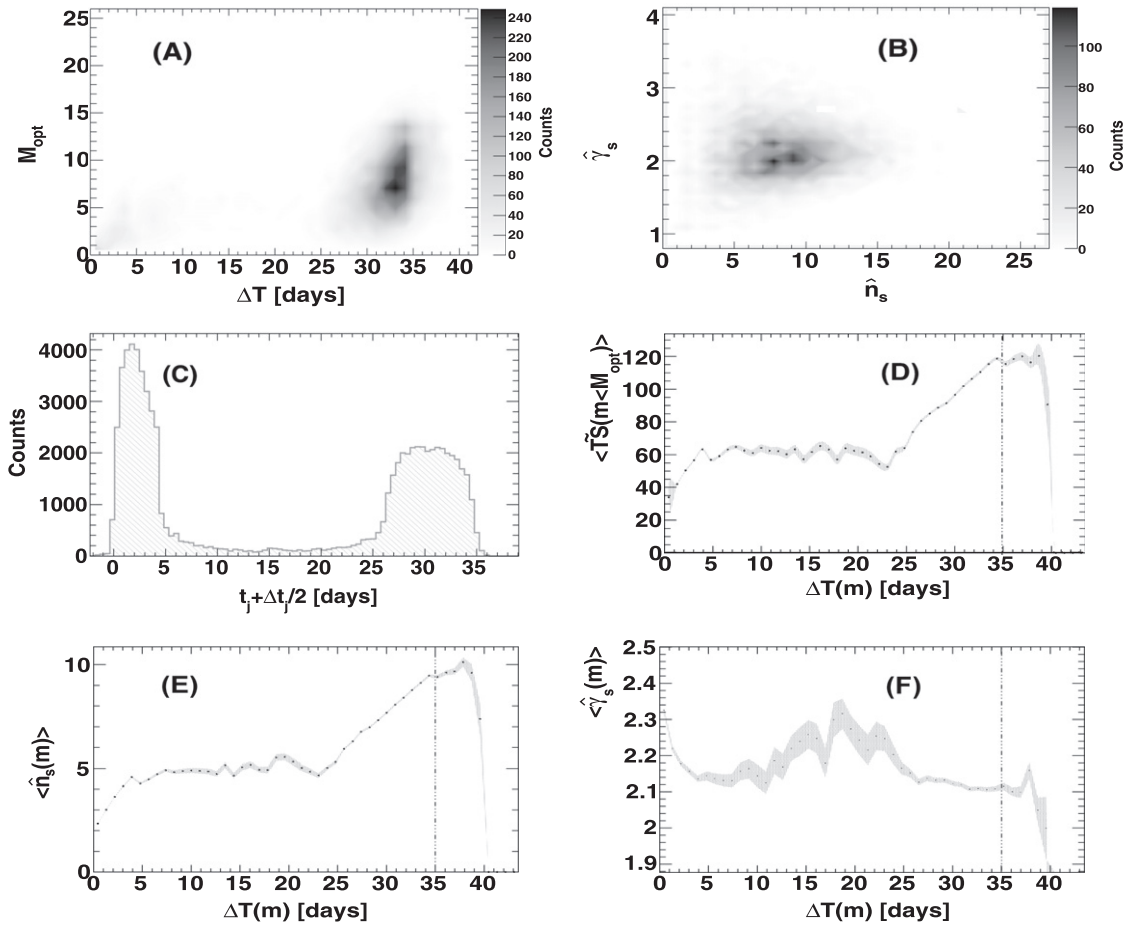 (A)
M_opt
25
20
15
10
5
0
0 5 10 15 20 25 30 35 40
ΔT [days]
240
220
200
180
160
140
120
100
80
60
40
20
0
Counts
(B)
γ̂_s
4
3
2
1
0 5 10 15 20 25
n̂_s
100
80
60
40
20
0
Counts
(C)
Counts
4000
3000
2000
1000
0
0 5 10 15 20 25 30 35
t_j+Δt_j/2 [days]
(D)
<T̃S(m<M_opt)>
120
100
80
60
40
20
0
0 5 10 15 20 25 30 35 40
ΔT(m) [days]
(E)
<n̂_s(m)>
10
5
0
0 5 10 15 20 25 30 35 40
ΔT(m) [days]
(F)
<γ̂_s(m)>
2.5
2.4
2.3
2.2
2.1
2
1.9
0 5 10 15 20 25 30 35 40
ΔT(m) [days]